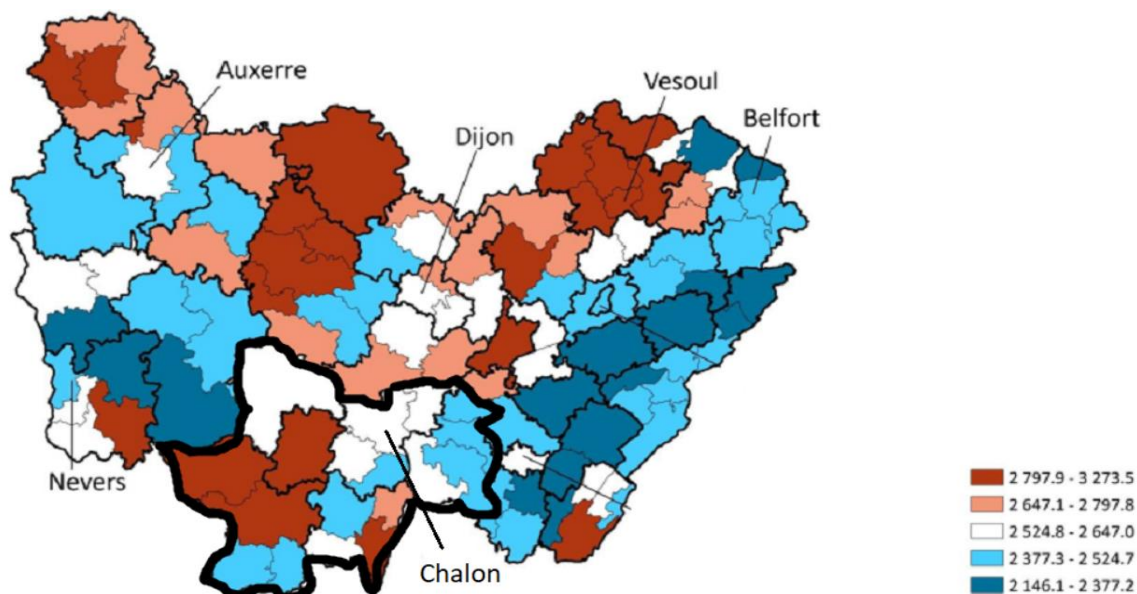 Auxerre
Vesoul
Dijon
Belfort
Nevers
Chalon
2 797.9 - 3 273.5
2 647.1 - 2 797.8
2 524.8 - 2 647.0
2 377.3 - 2 524.7
2 146.1 - 2 377.2